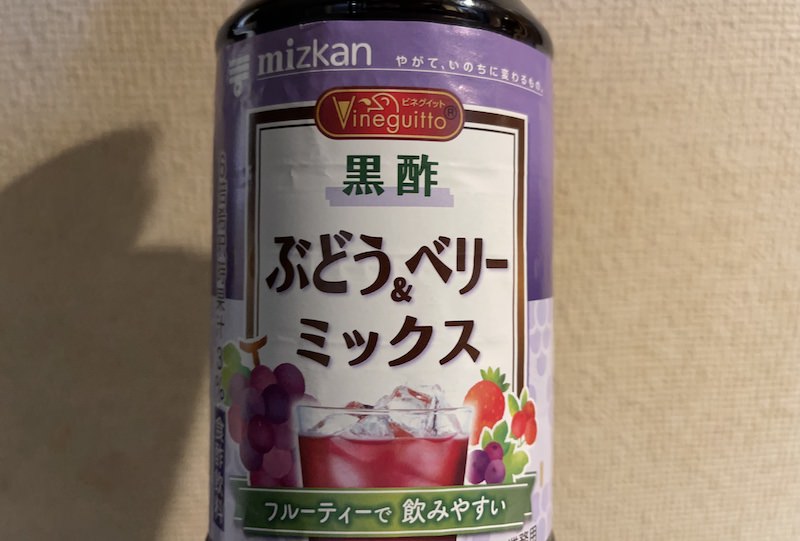 mizkan
やがて、いのちに変わるもの。
ビネグイット
Vineguitto®
黒酢
ぶどう&ベリー
ミックス
フルーティーで 飲みやすい